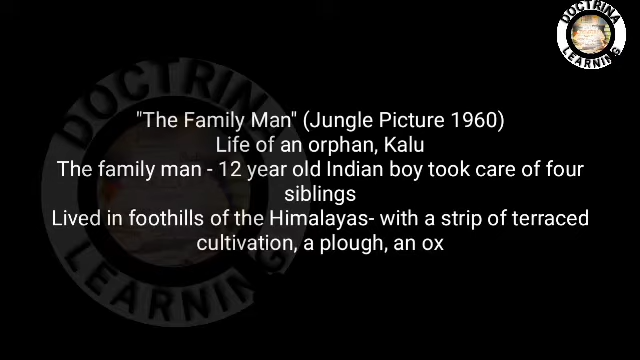 DOCTRINA
LEARNING
"The Family Man" (Jungle Picture 1960)
Life of an orphan, Kalu
The family man - 12 year old Indian boy took care of four
siblings
Lived in foothills of the Himalayas- with a strip of terraced
cultivation, a plough, an ox
DOCTRINA
LEARNING